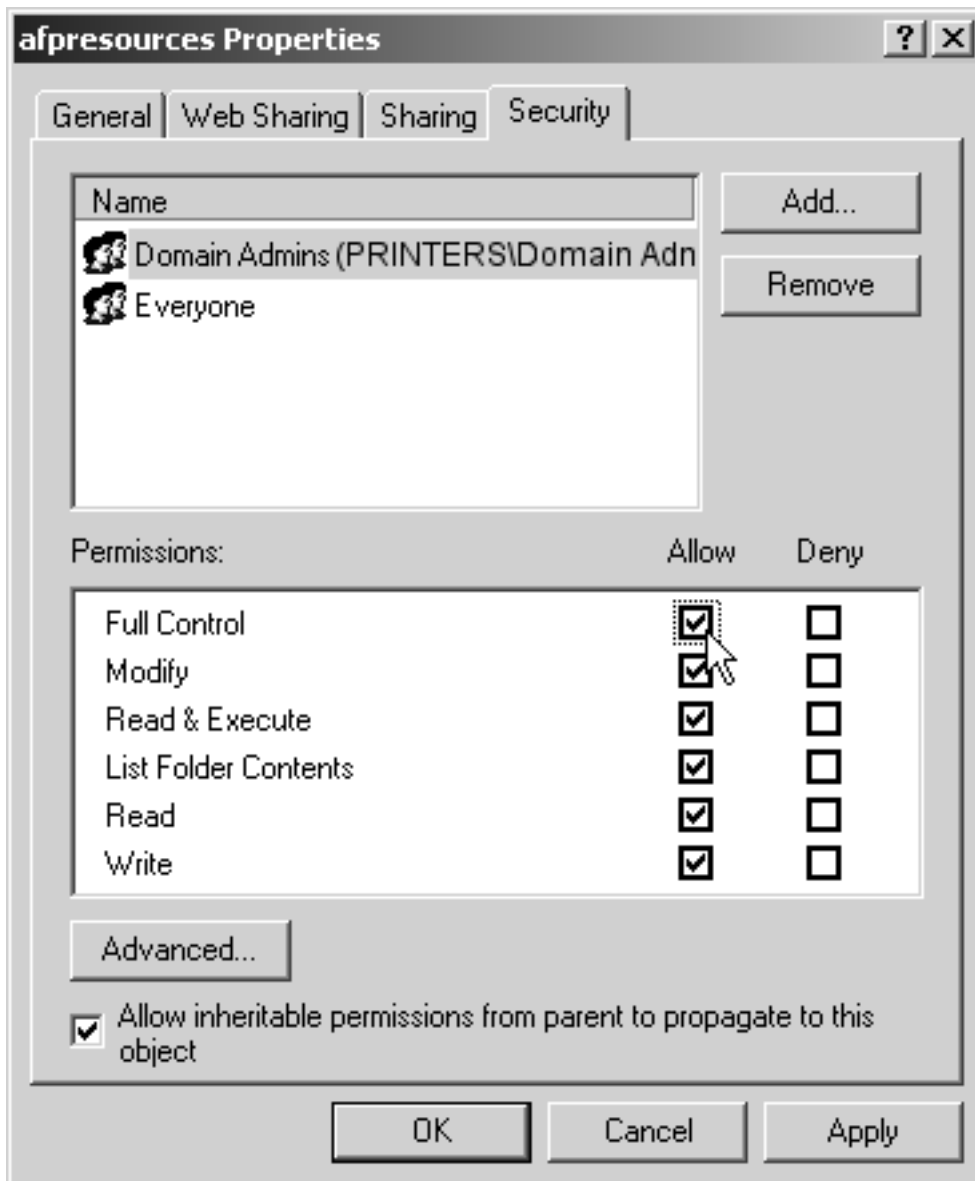 afpresources Properties
General Web Sharing Sharing Security
Name
Domain Admins (PRINTERS\Domain Adn
Everyone
Add...
Remove
Permissions: Allow Deny
Full Control
Modify
Read & Execute
List Folder Contents
Read
Write
Advanced...
Allow inheritable permissions from parent to propagate to this
object
OK Cancel Apply